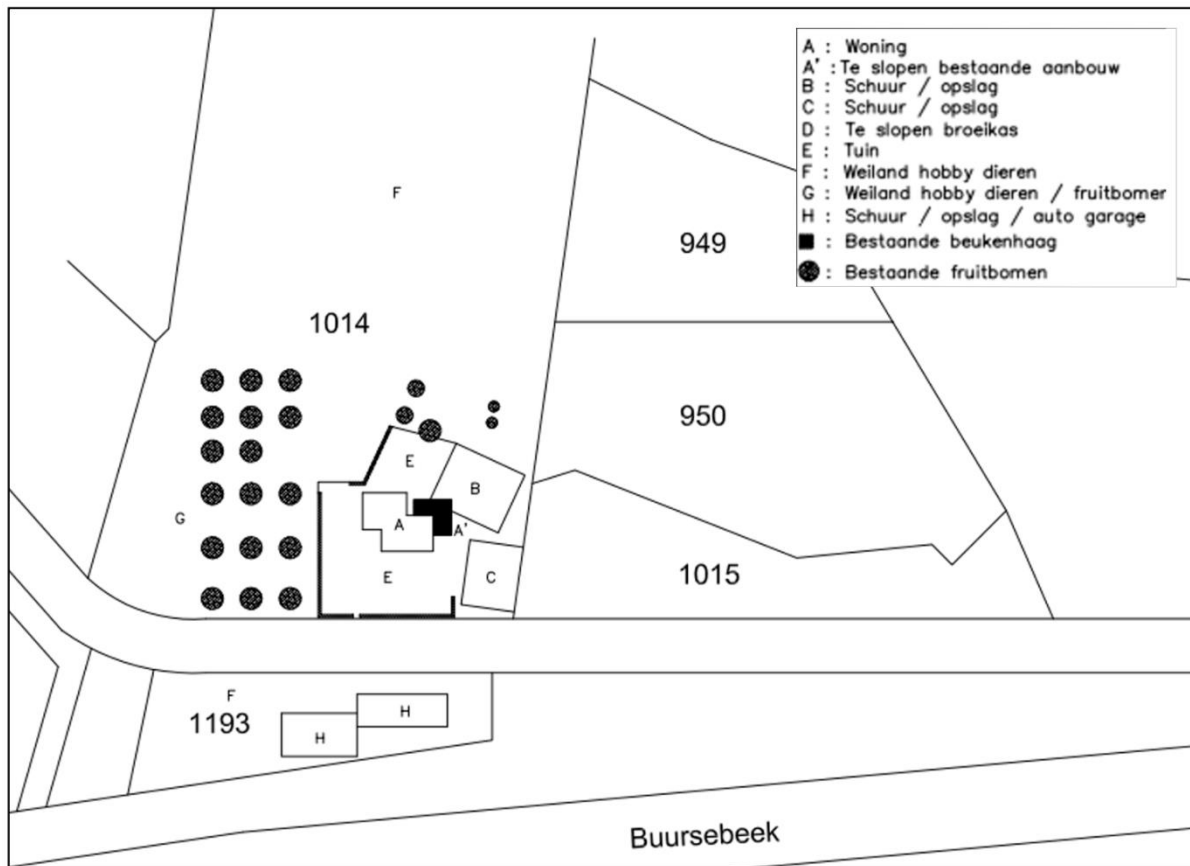 A : Woning
A' : Te slopen bestaande aanbouw
B : Schuur / opslag
C : Schuur / opslag
D : Te slopen broeikas
E : Tuin
F : Weiland hobby dieren
G : Weiland hobby dieren / fruitbomer
H : Schuur / opslag / auto garage
: Bestaande beukenhaag
: Bestaande fruitbomen
F
949
1014
950
E
B
G
A
A'
E
C
1015
F
1193
H
H
Buursebeek